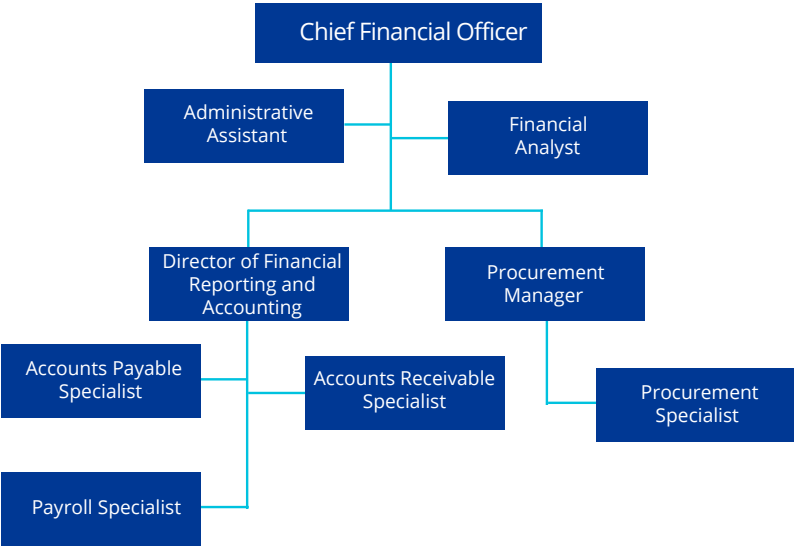 Chief Financial Officer
Administrative
Assistant
Financial
Analyst
Director of Financial
Reporting and
Accounting
Procurement
Manager
Accounts Payable
Specialist
Accounts Receivable
Specialist
Procurement
Specialist
Payroll Specialist